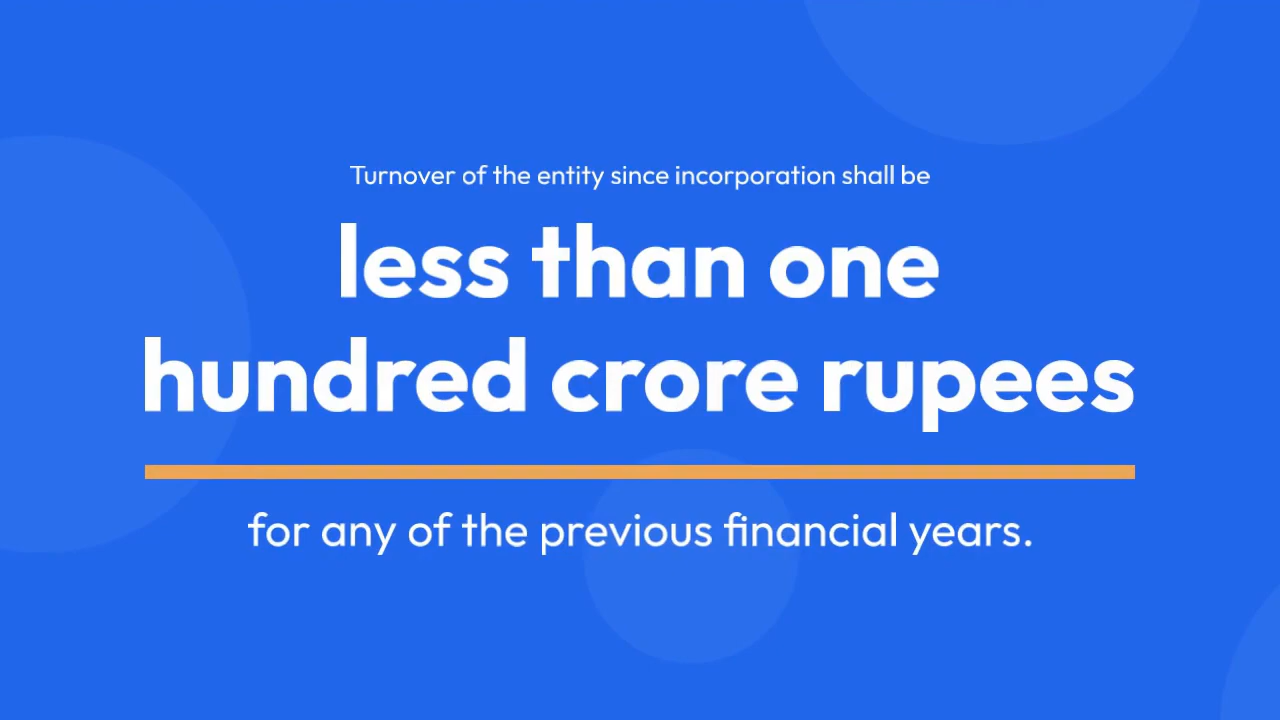 Turnover of the entity since incorporation shall be
less than one
hundred crore rupees
for any of the previous financial years.